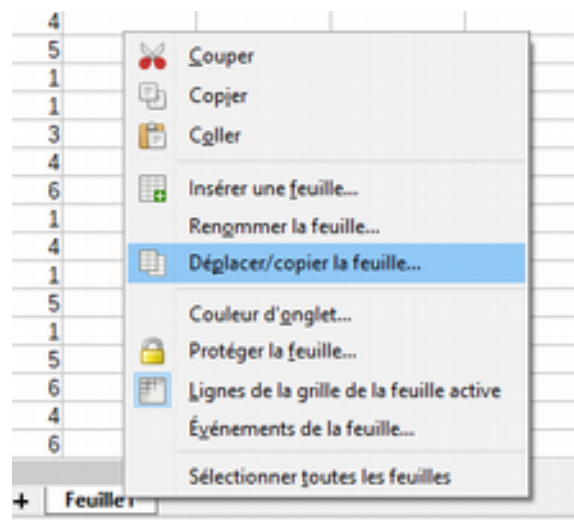 4
5
1
1
3
4
6
1
4
1
5
1
5
6
4
6
Couper
Copier
Coller
Insérer une feuille...
Renommer la feuille...
Déplacer/copier la feuille...
Couleur d'onglet...
Protéger la feuille...
Lignes de la grille de la feuille active
Événements de la feuille...
Sélectionner toutes les feuilles
+ Feuille1